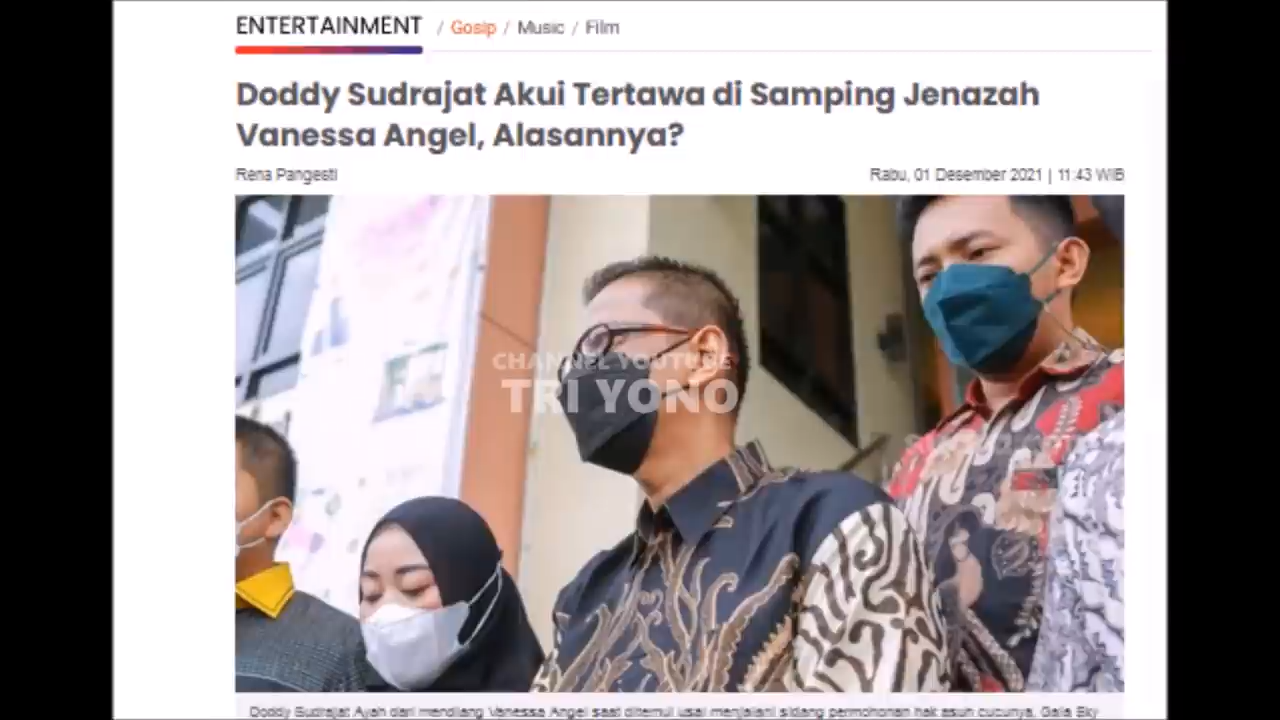 ENTERTAINMENT / Gosip / Music / Film
Doddy Sudrajat Akui Tertawa di Samping Jenazah
Vanessa Angel, Alasannya?
Rena Pangesti Rabu, 01 Desember 2021 | 11:43 WIB
CHANNEL YOUTUBE
TRI YONO
Doddy Sudrajat Ayah dari mendiang Vanessa Angel saat ditemui usai menjalani sidang permohonan hak asuh cucunya, Gala Sky